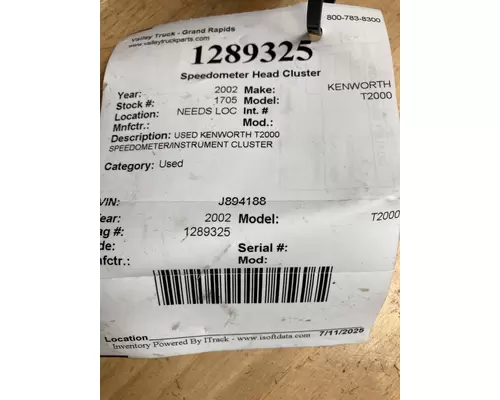 Valley Truck - Grand Rapids
www.valleytruckparts.com
800-783-8300
1289325
Speedometer Head Cluster
Year: 2002 Make: KENWORTH
Stock #: 1705 Model: T2000
Location: NEEDS LOC Int. #
Mnfctr.: Mod.:
Description: USED KENWORTH T2000
SPEEDOMETER/INSTRUMENT CLUSTER
Category: Used
VIN: J894188
Year: 2002 Model: T2000
ag #: 1289325
de: Serial #:
nfctr.: Mod:
Location
Inventory Powered By ITrack - www.isoftdata.com 7/11/2025